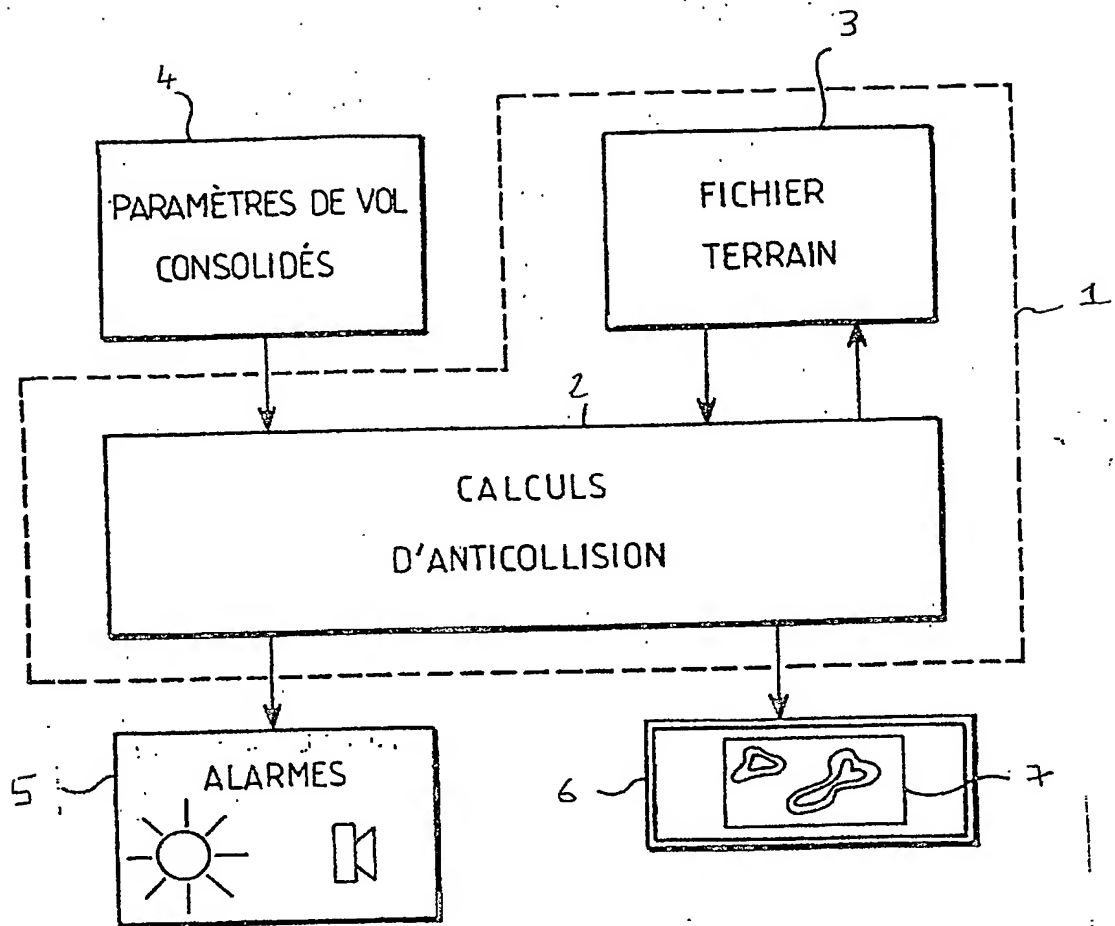 3
4
PARAMÈTRES DE VOL
CONSOLIDÉS
FICHIER
TERRAIN
1
2
CALCULS
D'ANTICOLLISION
5
ALARMES
6
7